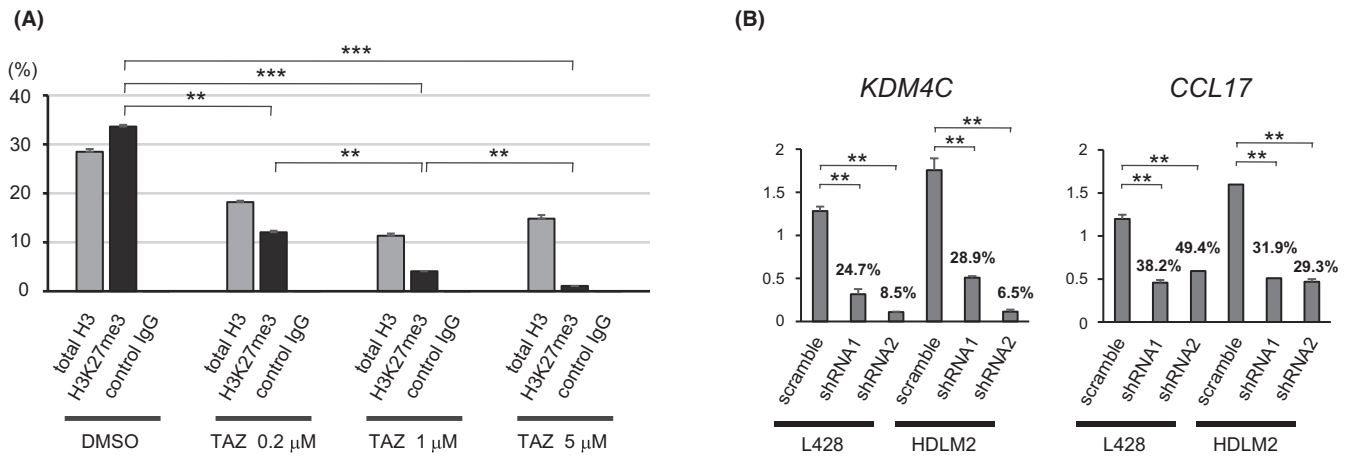 (A)
(%)
40
30
20
10
0
***
***
**
**
**
total H3
H3K27me3
control IgG
total H3
H3K27me3
control IgG
total H3
H3K27me3
control IgG
total H3
H3K27me3
control IgG
DMSO
TAZ 0.2 μM
TAZ 1 μM
TAZ 5 μM
(B)
KDM4C
2
1.5
1
0.5
0
**
**
**
**
24.7%
8.5%
28.9%
6.5%
scramble
shRNA1
shRNA2
scramble
shRNA1
shRNA2
L428
HDLM2
CCL17
2
1.5
1
0.5
0
**
**
**
**
38.2%
49.4%
31.9%
29.3%
scramble
shRNA1
shRNA2
scramble
shRNA1
shRNA2
L428
HDLM2